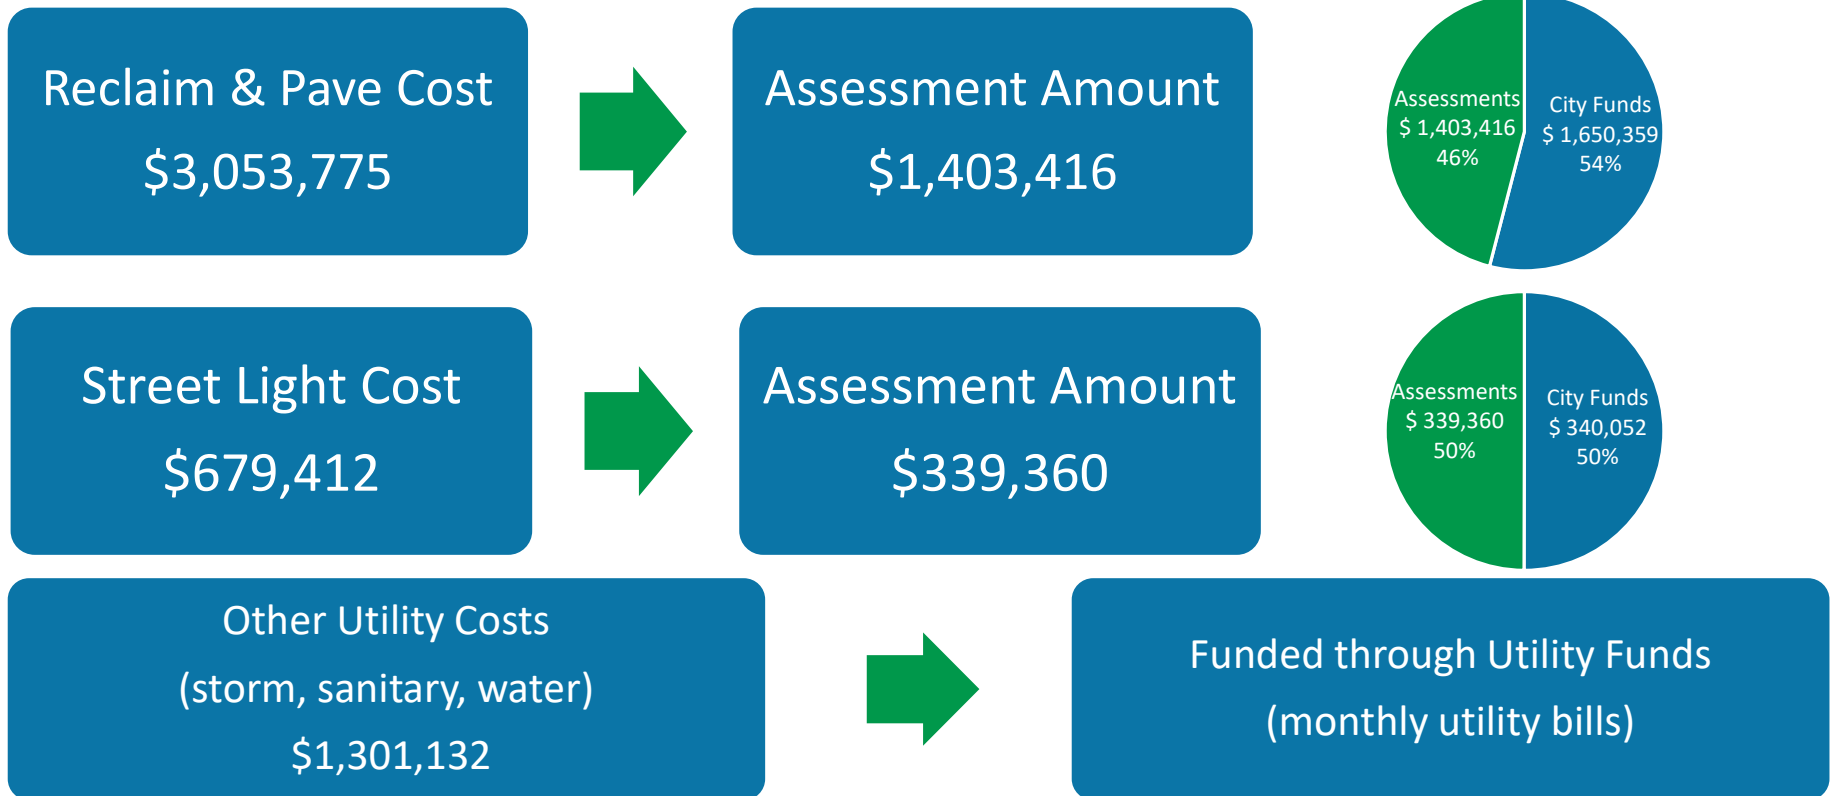 Reclaim & Pave Cost
$3,053,775
Assessment Amount
$1,403,416
Assessments
$ 1,403,416
46%
City Funds
$ 1,650,359
54%
Street Light Cost
$679,412
Assessment Amount
$339,360
Assessments
$ 339,360
50%
City Funds
$ 340,052
50%
Other Utility Costs
(storm, sanitary, water)
$1,301,132
Funded through Utility Funds
(monthly utility bills)